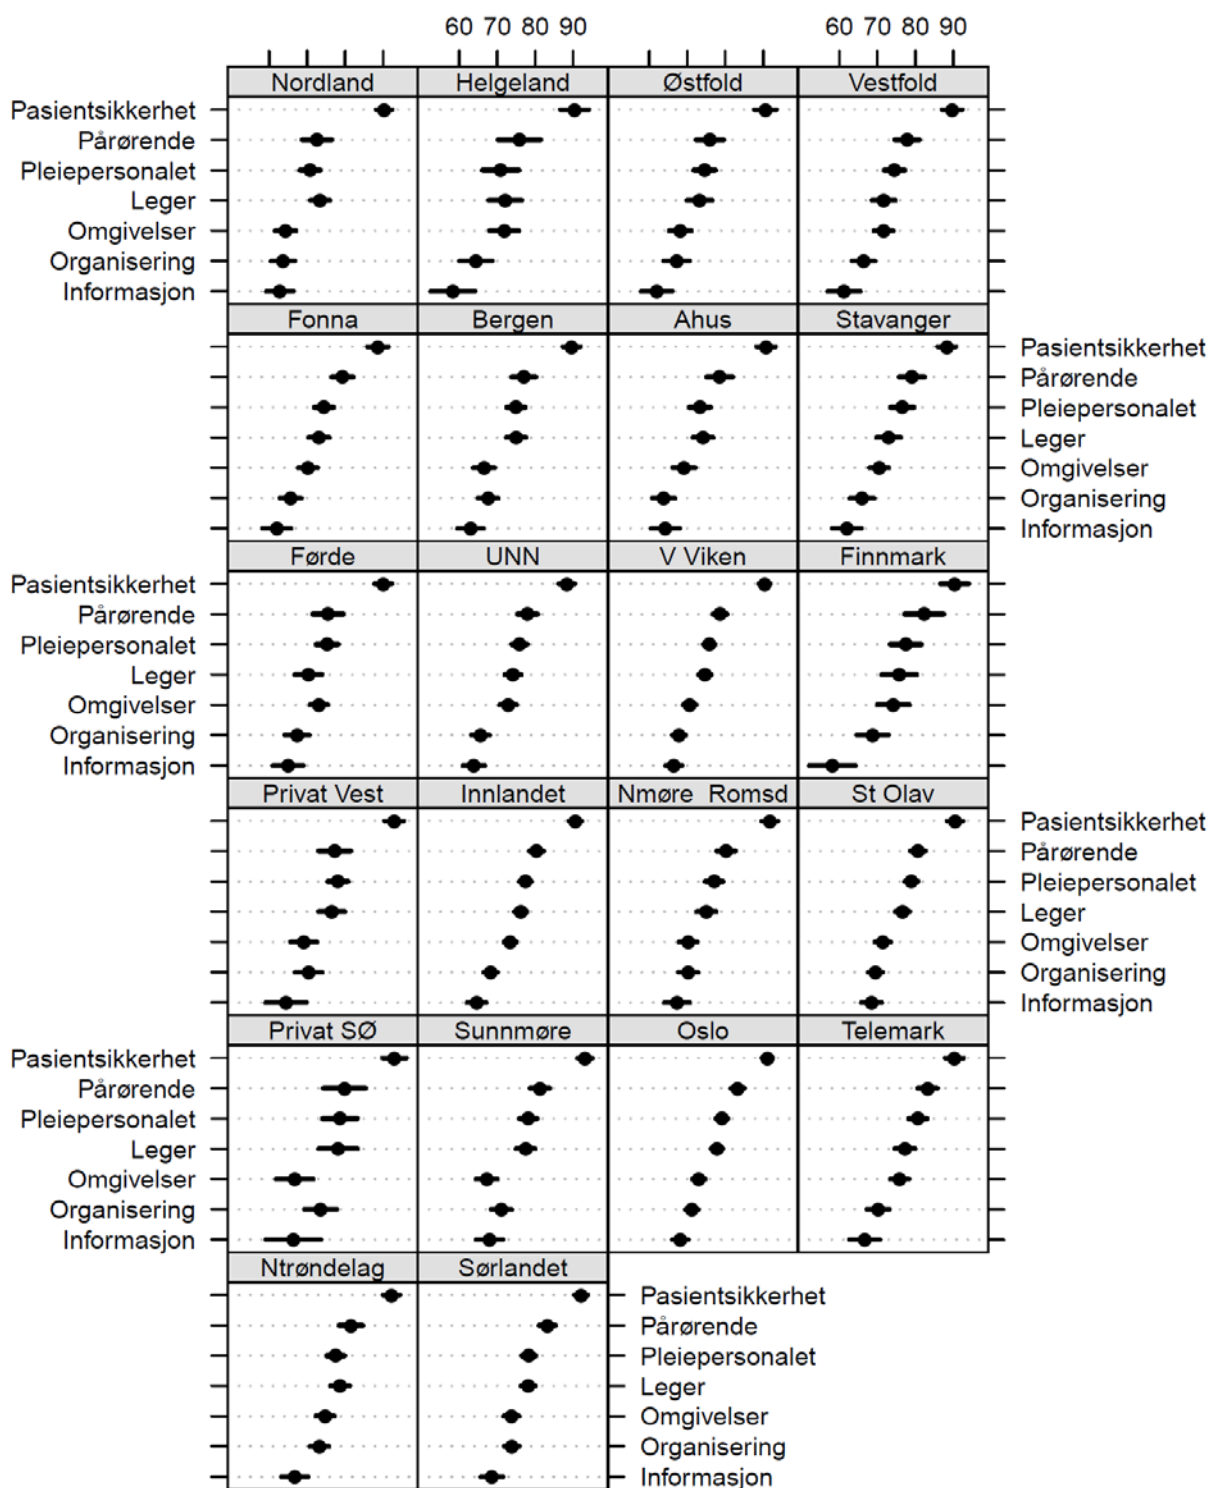 60 70 80 90 60 70 80 90
Nordland Helgeland Østfold Vestfold
Pasientsikkerhet
Pårørende
Pleiepersonalet
Leger
Omgivelser
Organisering
Informasjon
Fonna Bergen Ahus Stavanger
Pasientsikkerhet
Pårørende
Pleiepersonalet
Leger
Omgivelser
Organisering
Informasjon
Førde UNN V Viken Finnmark
Pasientsikkerhet
Pårørende
Pleiepersonalet
Leger
Omgivelser
Organisering
Informasjon
Privat Vest Innlandet Nmøre Romsd St Olav
Pasientsikkerhet
Pårørende
Pleiepersonalet
Leger
Omgivelser
Organisering
Informasjon
Privat SØ Sunnmøre Oslo Telemark
Pasientsikkerhet
Pårørende
Pleiepersonalet
Leger
Omgivelser
Organisering
Informasjon
Ntrøndelag Sørlandet
Pasientsikkerhet
Pårørende
Pleiepersonalet
Leger
Omgivelser
Organisering
Informasjon